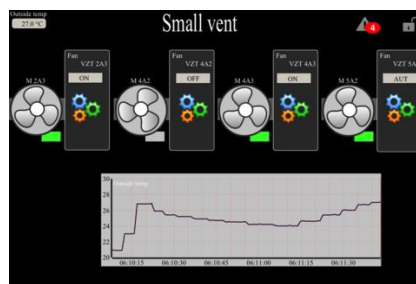 Outside temp
27.0 °C
Small vent
4
Fan
VZT 2A3
ON
M 2A3
Fan
VZT 4A2
OFF
M 4A2
Fan
VZT 4A3
ON
M 4A3
Fan
VZT 5A
AUT
M 5A2
Outside temp
30
28
26
24
22
20
06:10:15 06:10:30 06:10:45 06:11:00 06:11:15 06:11:30